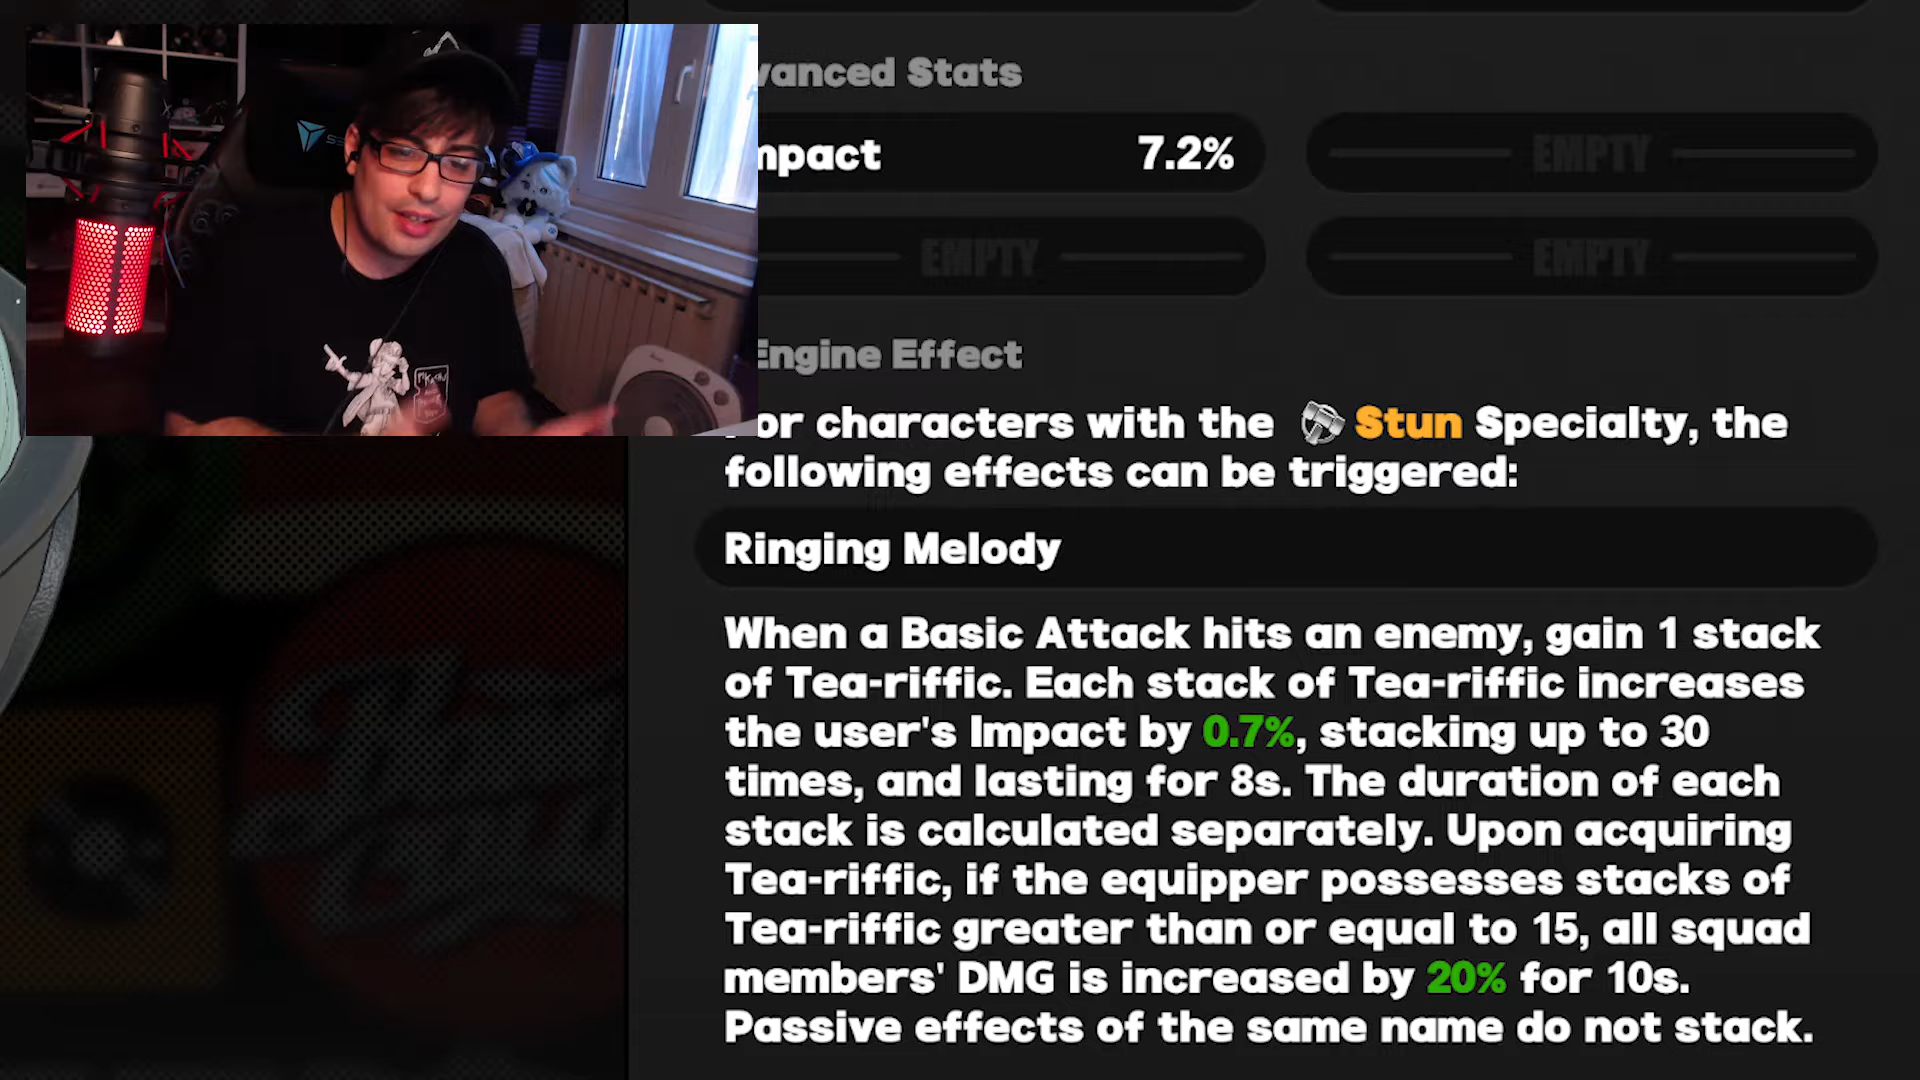 vanced Stats
mpact 7.2% EMPTY
EMPTY EMPTY
Engine Effect
For characters with the Stun Specialty, the
following effects can be triggered:
Ringing Melody
When a Basic Attack hits an enemy, gain 1 stack
of Tea-riffic. Each stack of Tea-riffic increases
the user's Impact by 0.7%, stacking up to 30
times, and lasting for 8s. The duration of each
stack is calculated separately. Upon acquiring
Tea-riffic, if the equipper possesses stacks of
Tea-riffic greater than or equal to 15, all squad
members' DMG is increased by 20% for 10s.
Passive effects of the same name do not stack.